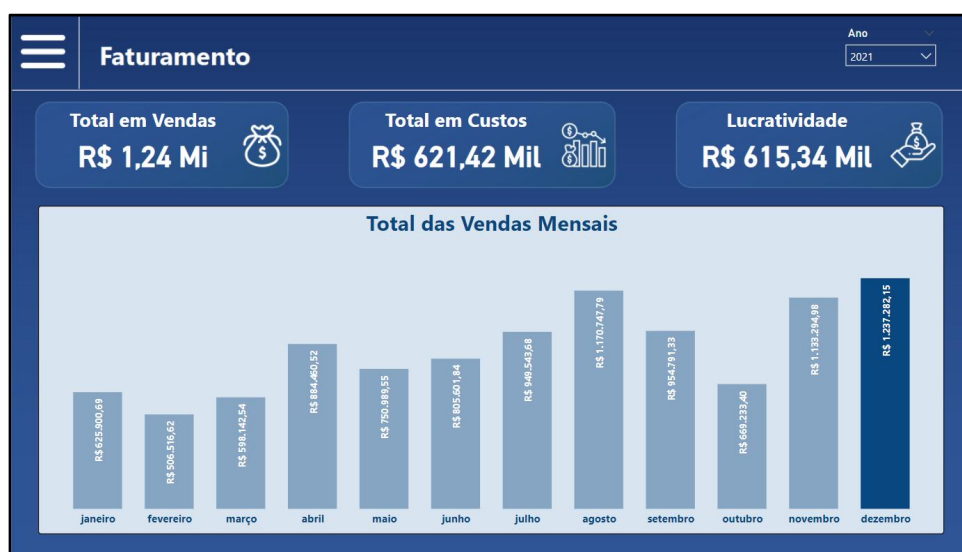 Faturamento
Ano
2021
Total em Vendas
R$ 1,24 Mi
Total em Custos
R$ 621,42 Mil
Lucratividade
R$ 615,34 Mil
Total das Vendas Mensais
R$ 625.900,69
R$ 506.516,62
R$ 598.142,54
R$ 884.460,52
R$ 750.989,55
R$ 805.601,84
R$ 949.543,68
R$ 1.170.747,79
R$ 954.791,33
R$ 669.233,40
R$ 1.133.294,98
R$ 1.237.282,15
janeiro fevereiro março abril maio junho julho agosto setembro outubro novembro dezembro